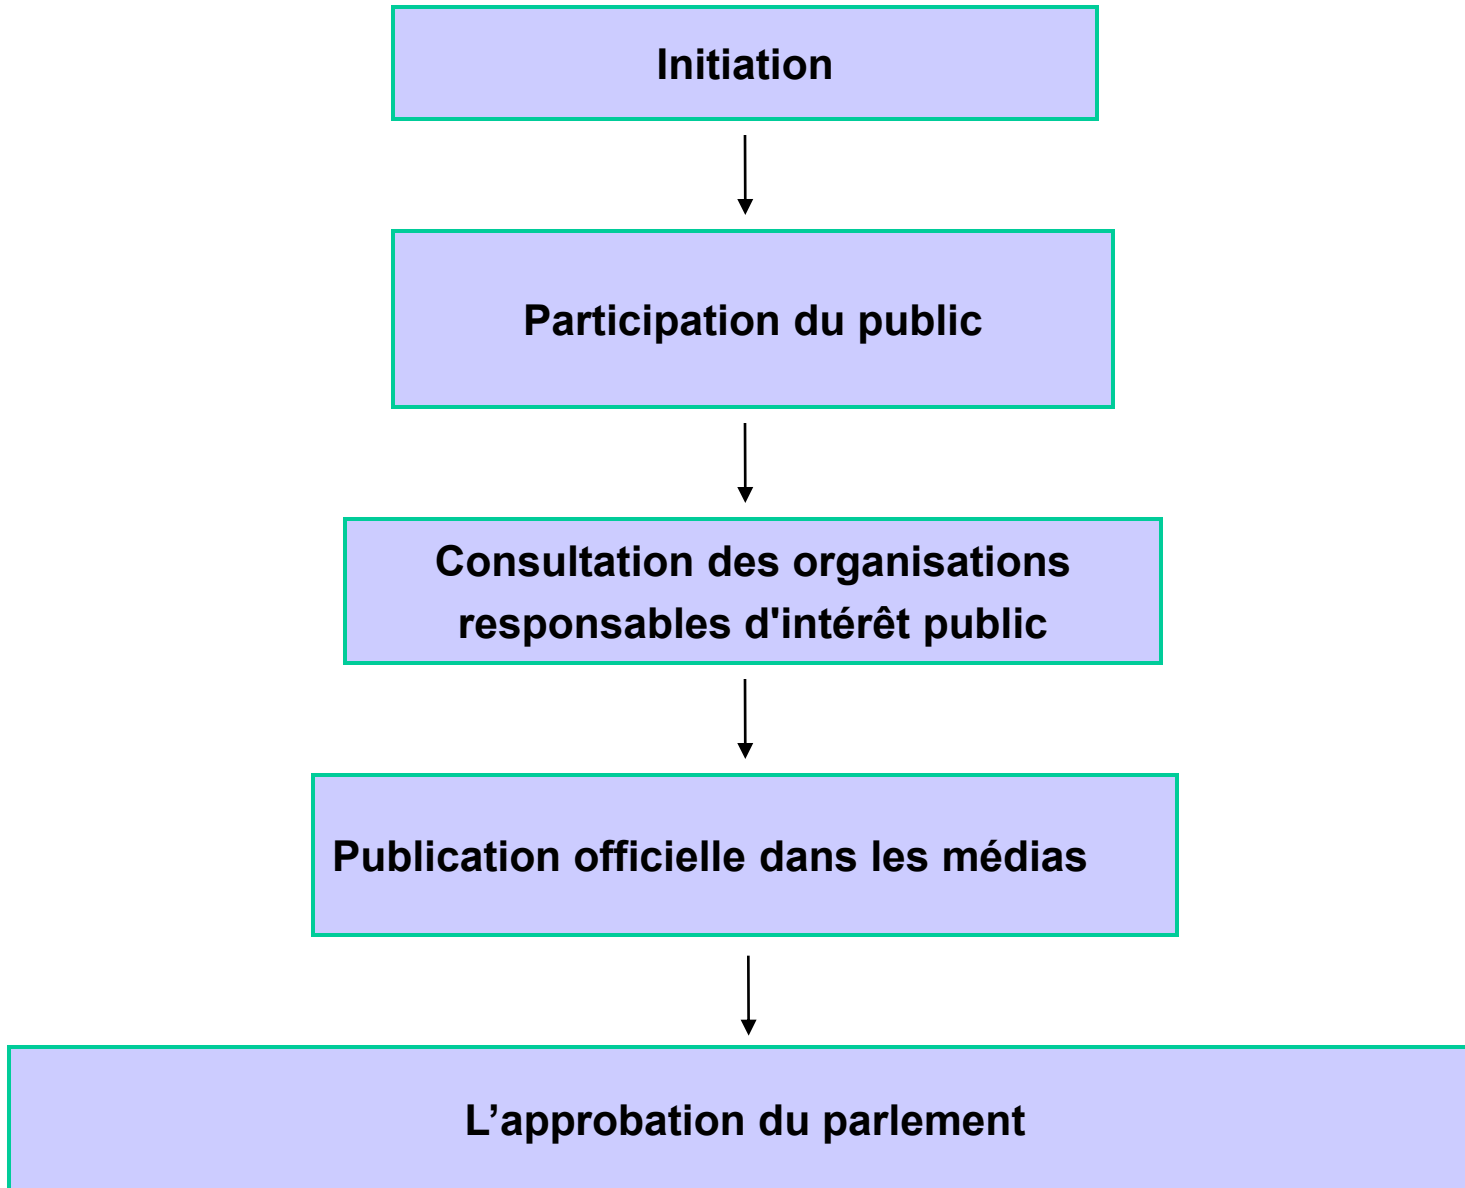 Initiation
Participation du public
Consultation des organisations
responsables d'intérêt public
Publication officielle dans les médias
L’approbation du parlement